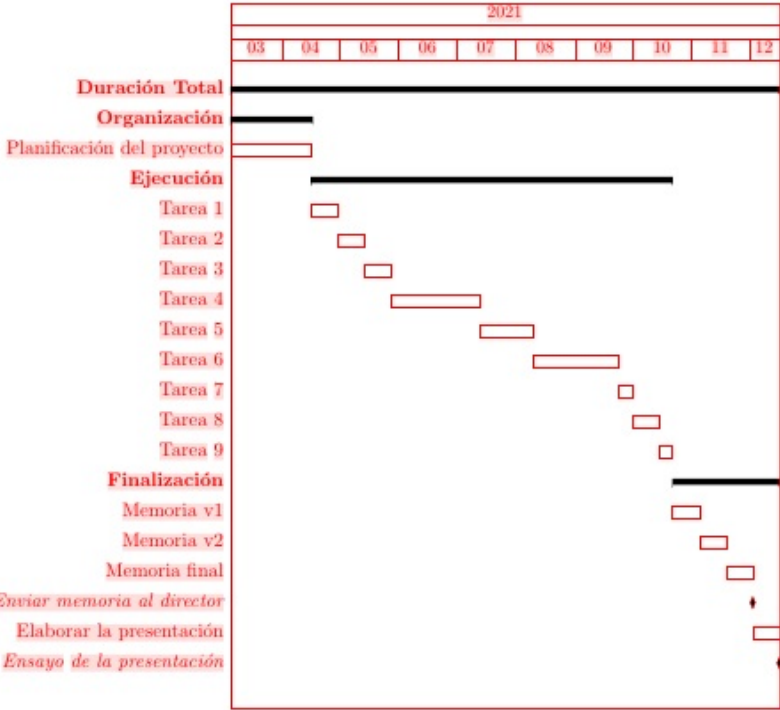 2021
03 04 05 06 07 08 09 10 11 12
Duración Total
Organización
Planificación del proyecto
Ejecución
Tarea 1
Tarea 2
Tarea 3
Tarea 4
Tarea 5
Tarea 6
Tarea 7
Tarea 8
Tarea 9
Finalización
Memoria v1
Memoria v2
Memoria final
Enviar memoria al director
Elaborar la presentación
Ensayo de la presentación